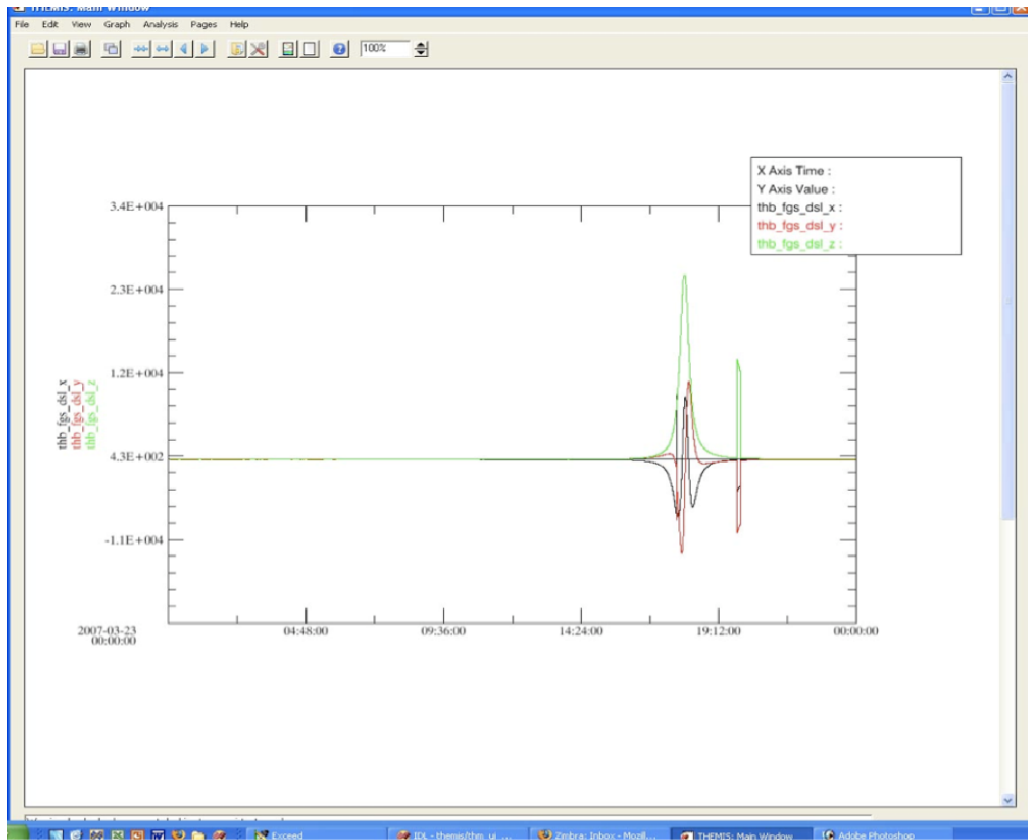 THEMIS: Main Window
File Edit View Graph Analysis Pages Help
100%
X Axis Time :
Y Axis Value :
thb_fgs_dsl_x :
thb_fgs_dsl_y :
thb_fgs_dsl_z :
3.4E+004
2.3E+004
1.2E+004
4.3E+002
-1.1E+004
thb_fgs_dsl_x
thb_fgs_dsl_y
thb_fgs_dsl_z
2007-03-23
00:00:00
04:48:00 09:36:00 14:24:00 19:12:00 00:00:00
Exceed IDL - themis/thm_ui_... Zimbra: Inbox - Mozil... THEMIS: Main Window Adobe Photoshop